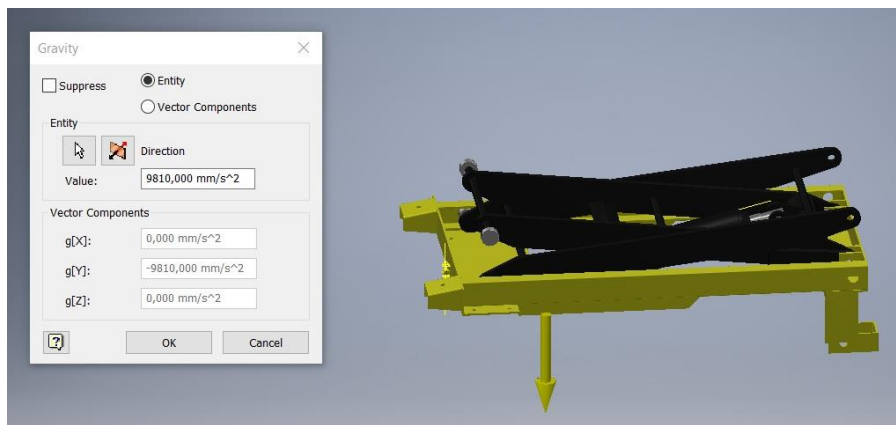 Gravity
Suppress
Entity
Vector Components
Entity
Direction
Value: 9810,000 mm/s^2
Vector Components
g[X]: 0,000 mm/s^2
g[Y]: -9810,000 mm/s^2
g[Z]: 0,000 mm/s^2
? OK Cancel